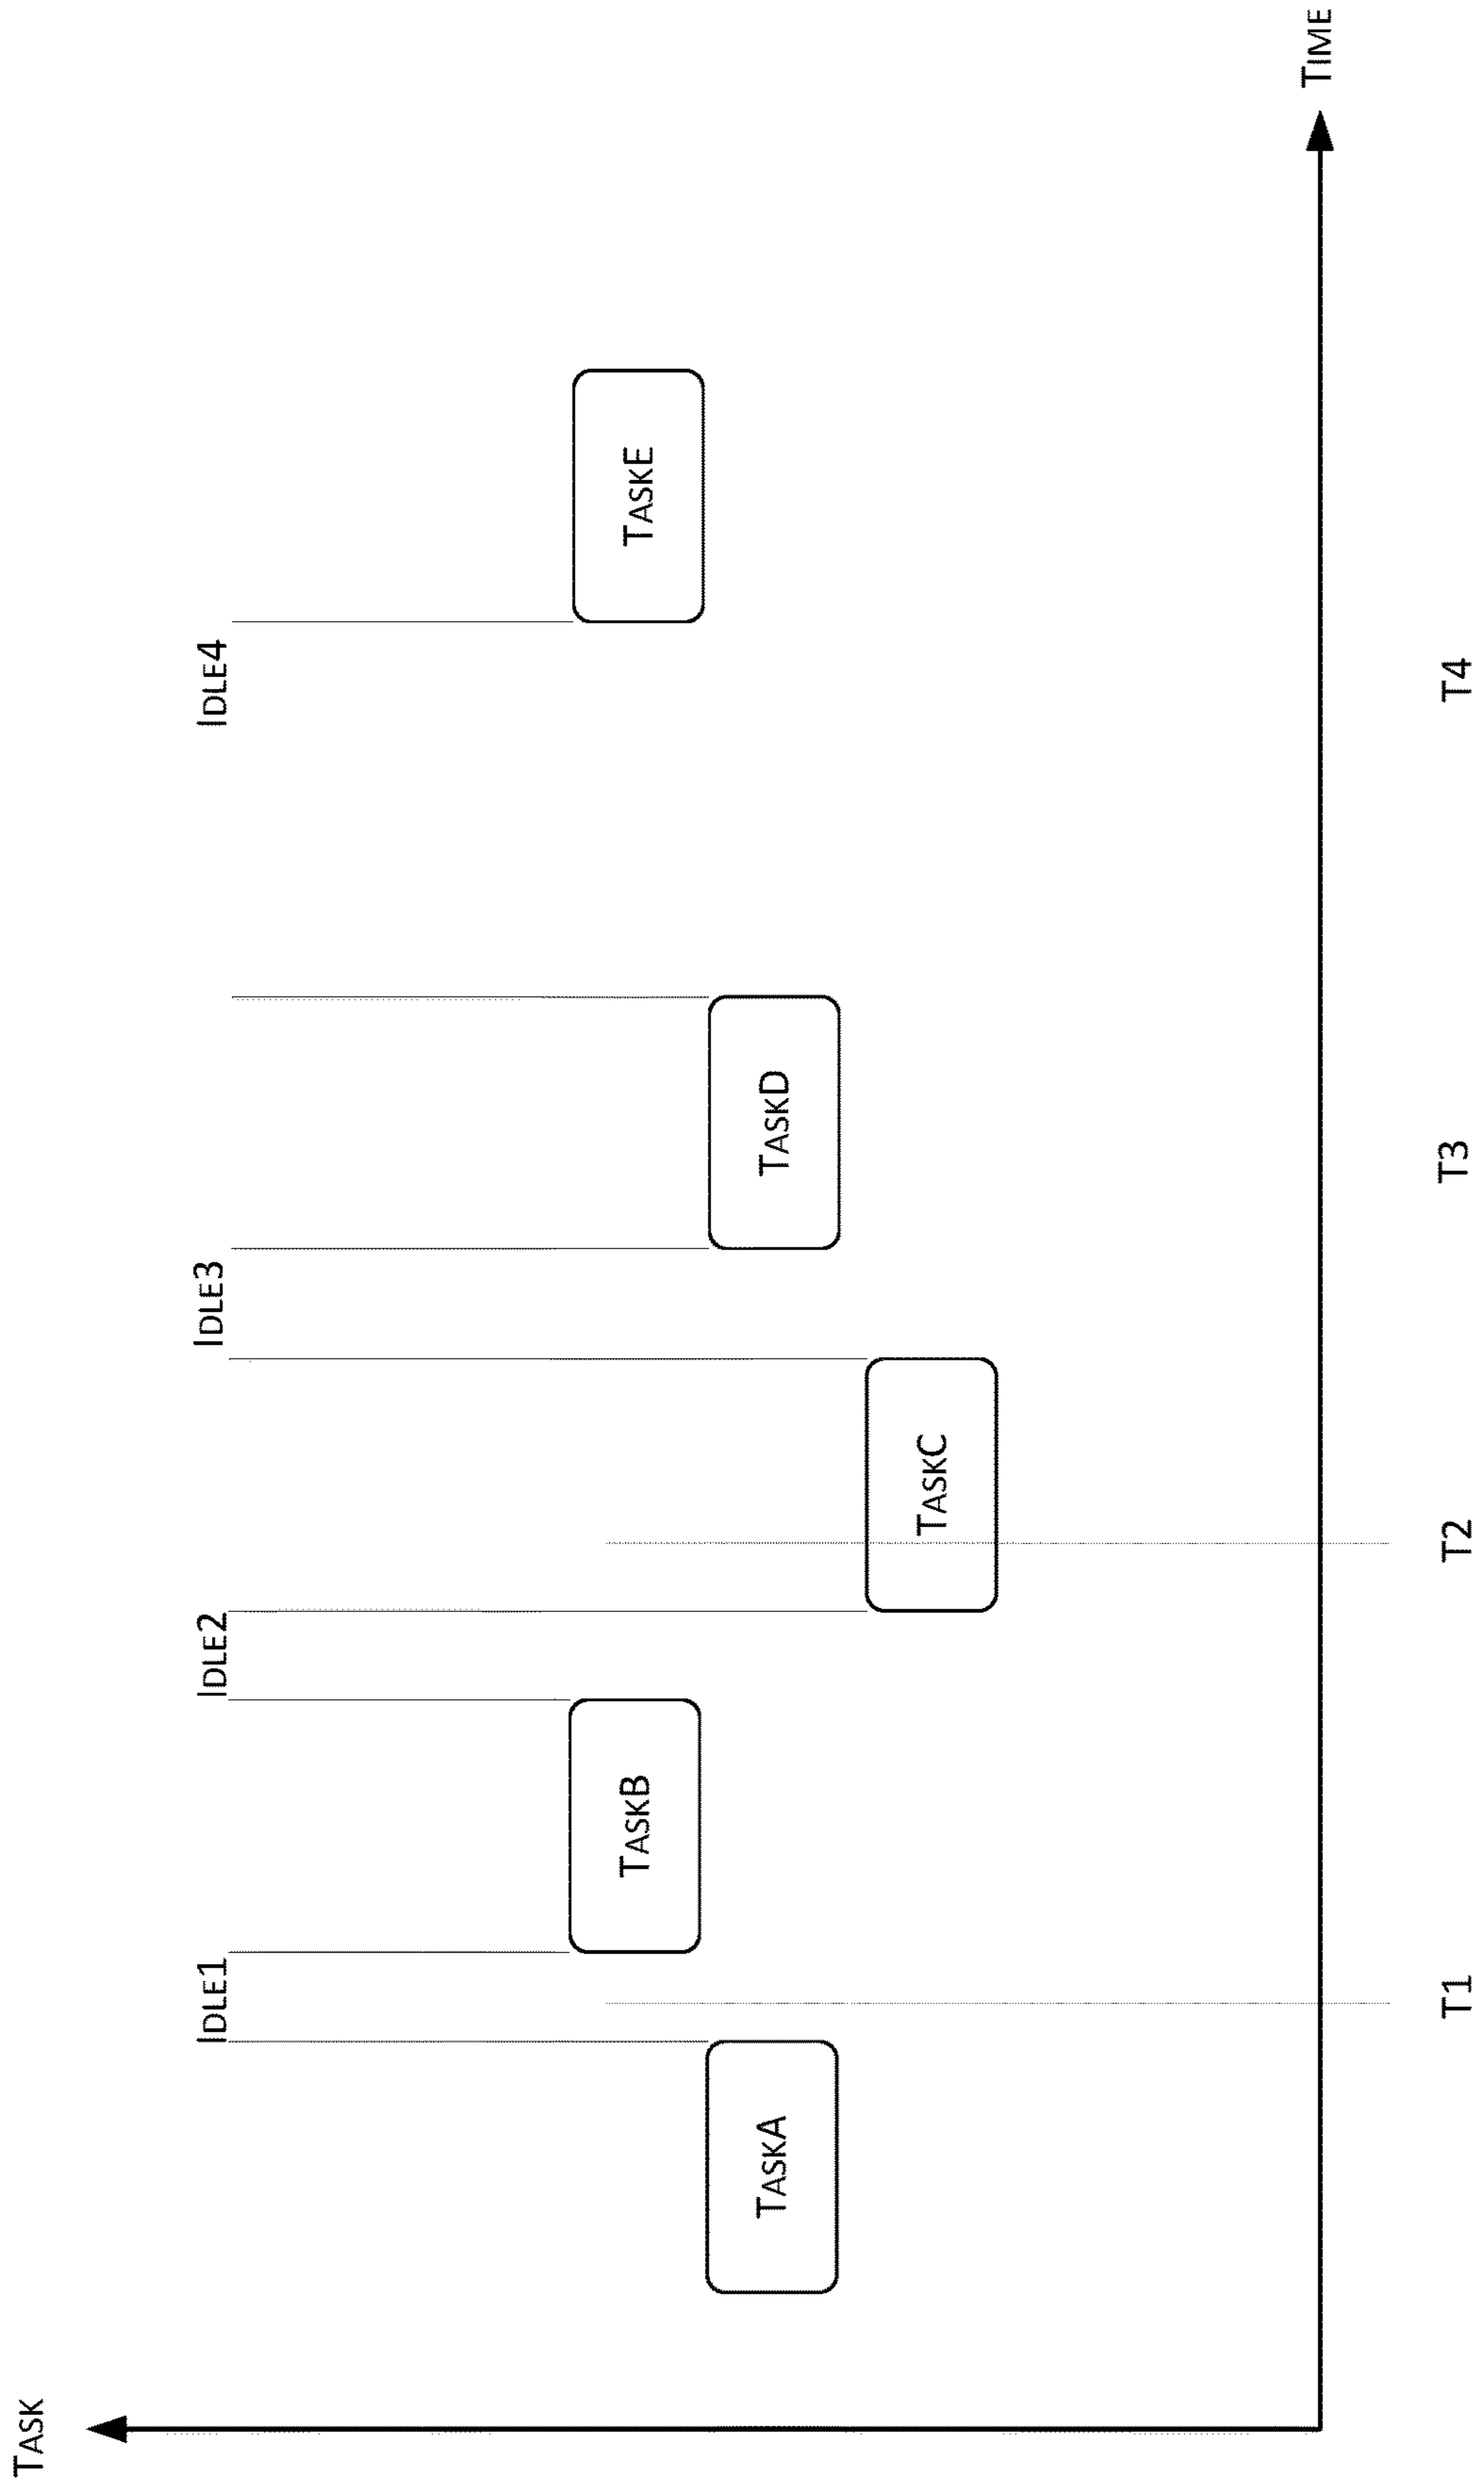 TASK
IDLE1
IDLE2
IDLE3
IDLE4
TASKB
TASKE
TASKA
TASKD
TASKC
TIME
T1
T2
T3
T4